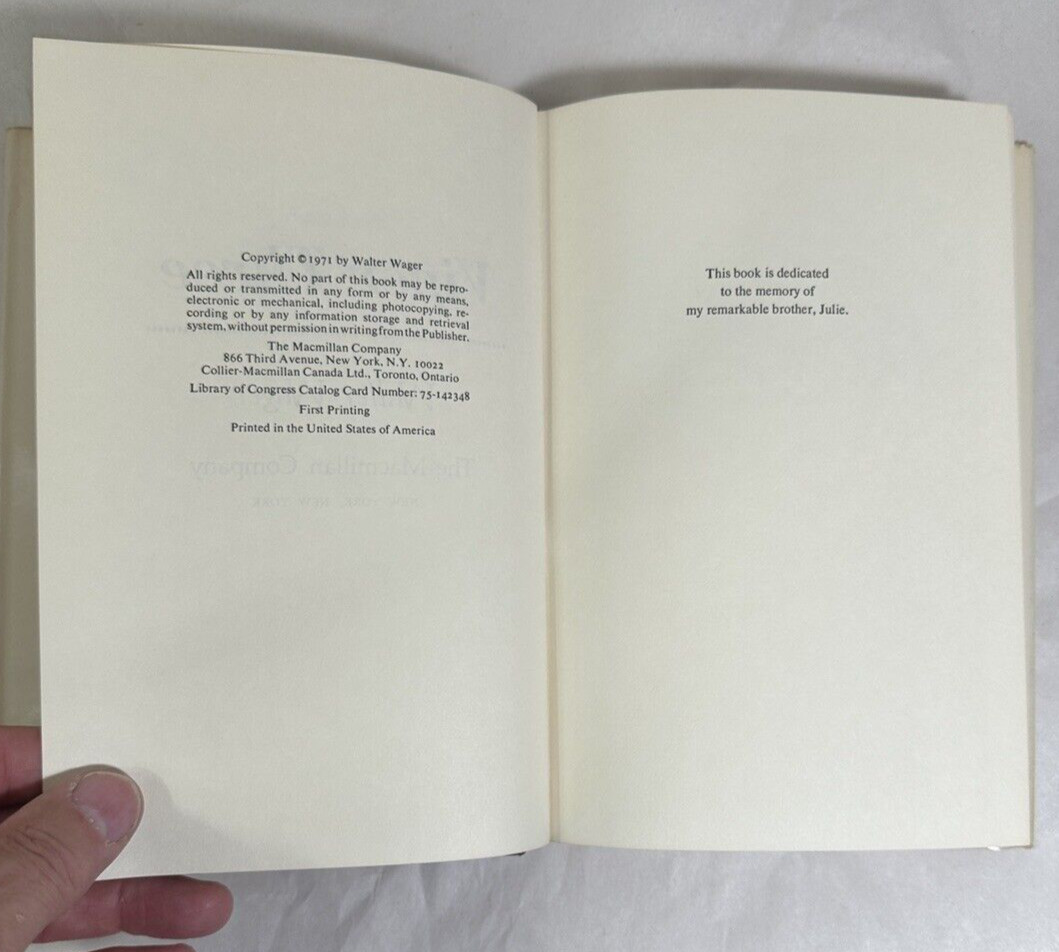 Copyright © 1971 by Walter Wager
All rights reserved. No part of this book may be repro-
duced or transmitted in any form or by any means,
electronic or mechanical, including photocopying, re-
cording or by any information storage and retrieval
system, without permission in writing from the Publisher.
The Macmillan Company
866 Third Avenue, New York, N.Y. 10022
Collier-Macmillan Canada Ltd., Toronto, Ontario
Library of Congress Catalog Card Number: 75-142348
First Printing
Printed in the United States of America
This book is dedicated
to the memory of
my remarkable brother, Julie.